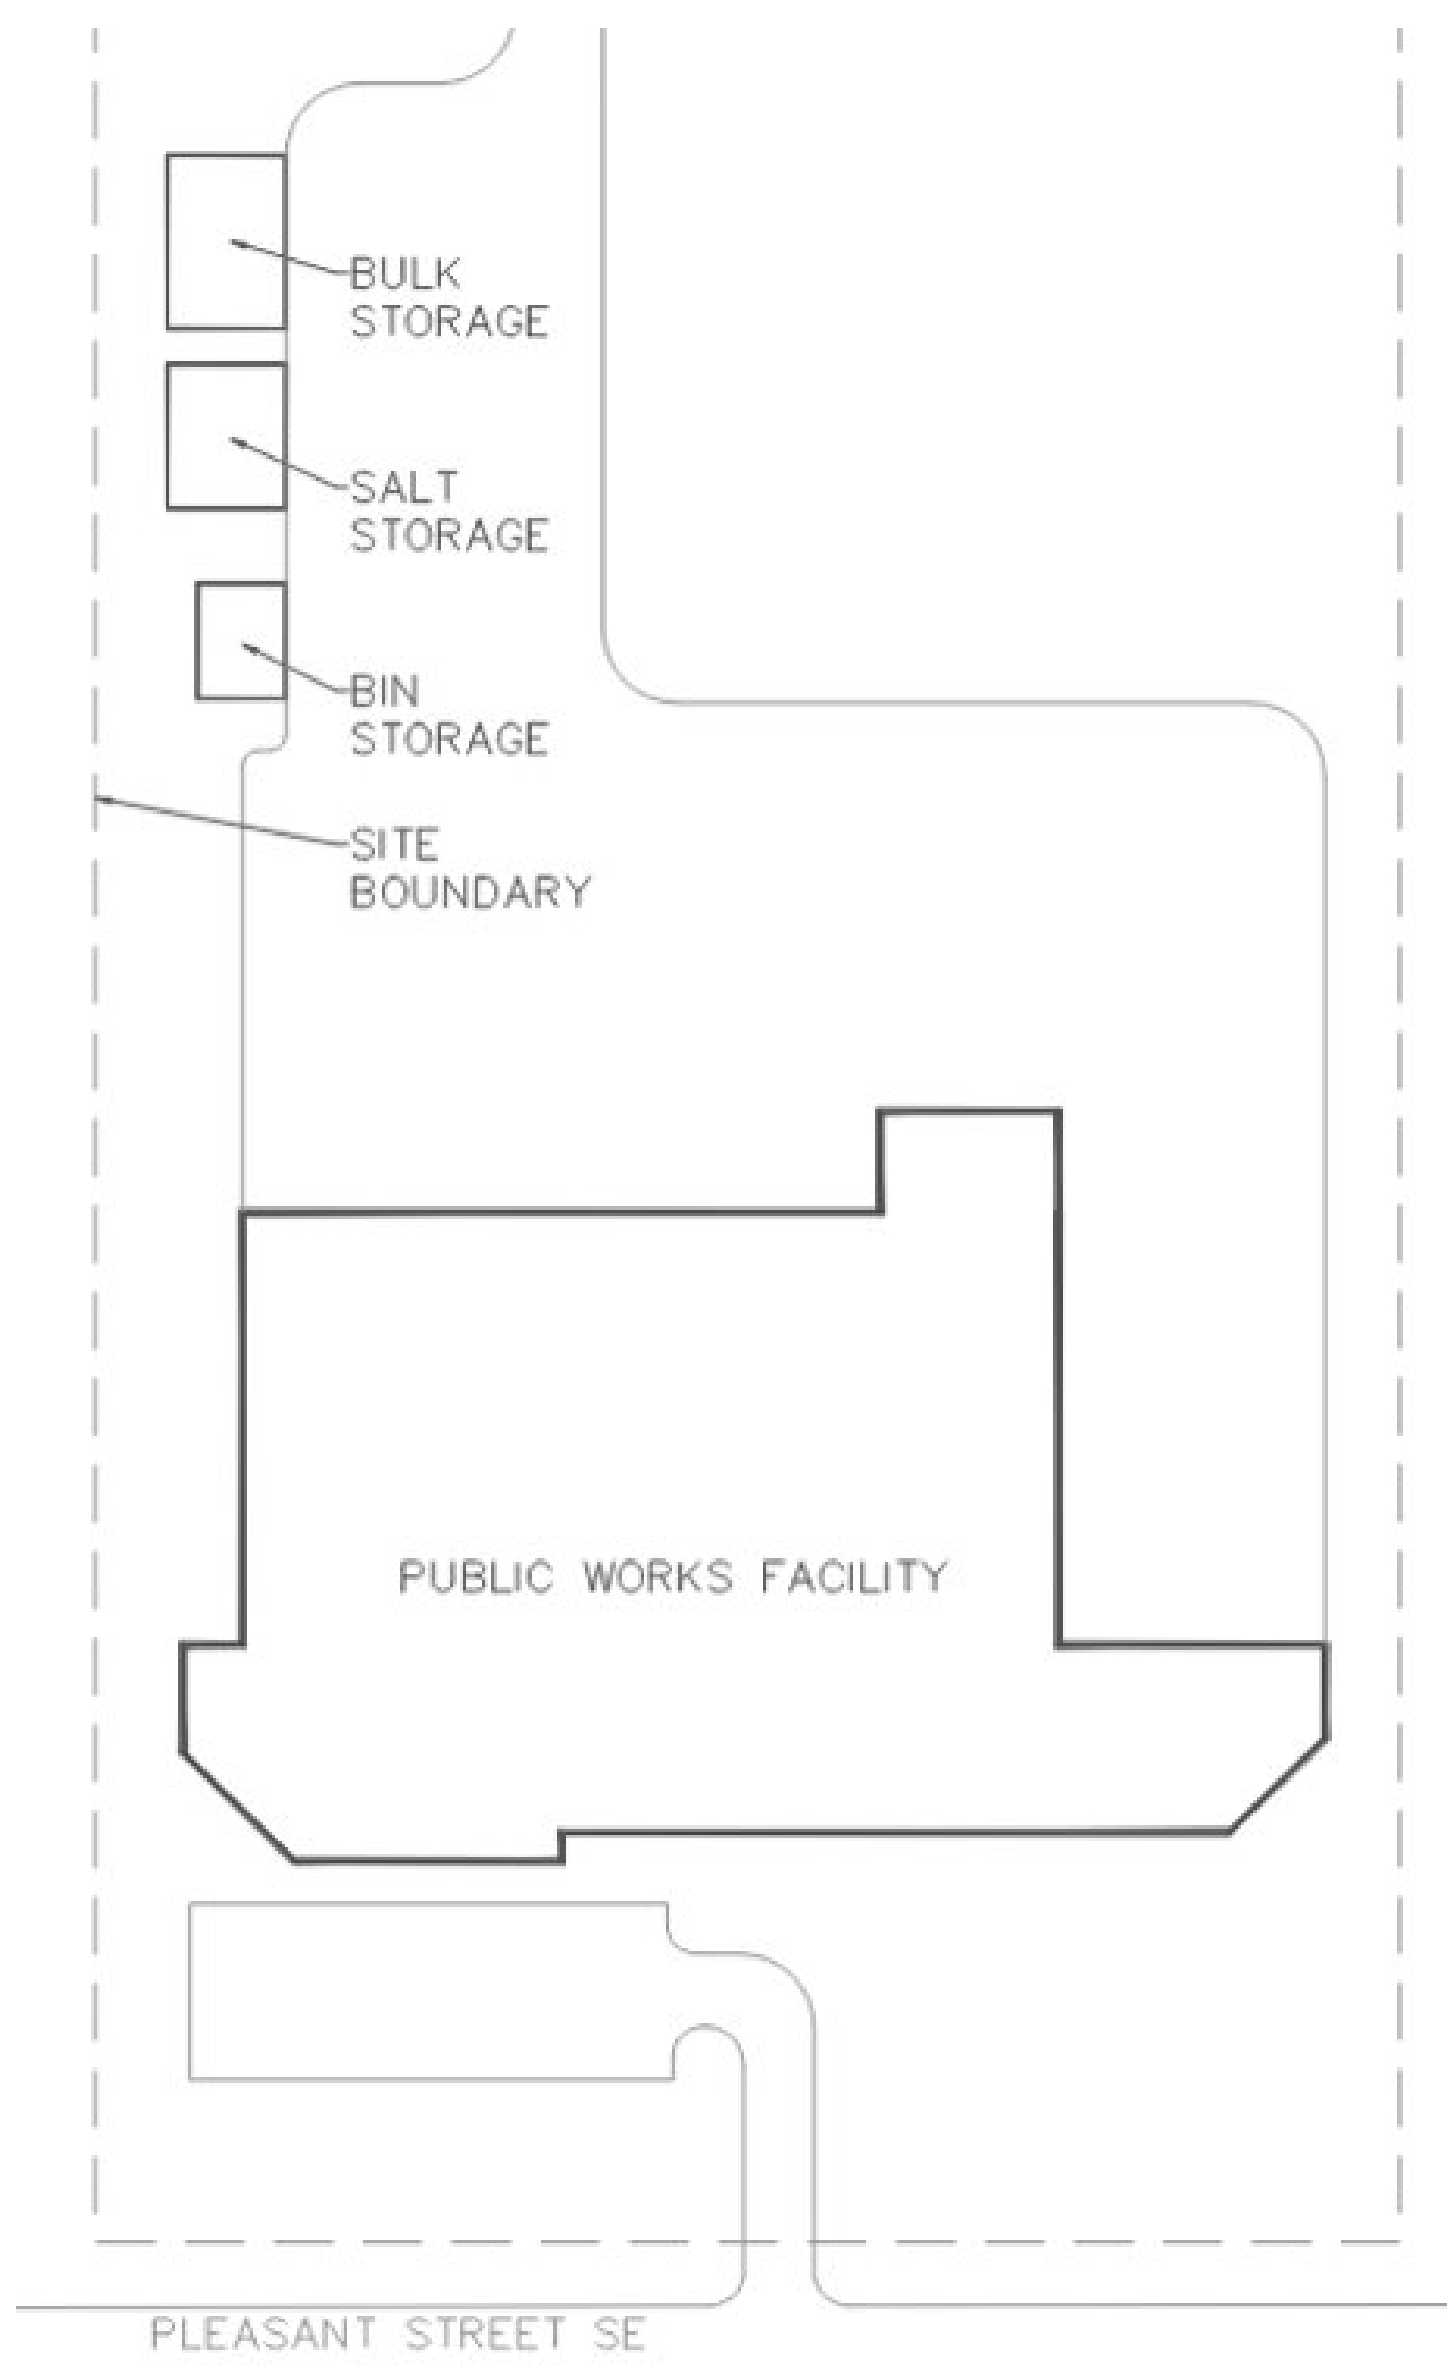 BULK
STORAGE
SALT
STORAGE
BIN
STORAGE
SITE
BOUNDARY
PUBLIC WORKS FACILITY
PLEASANT STREET SE